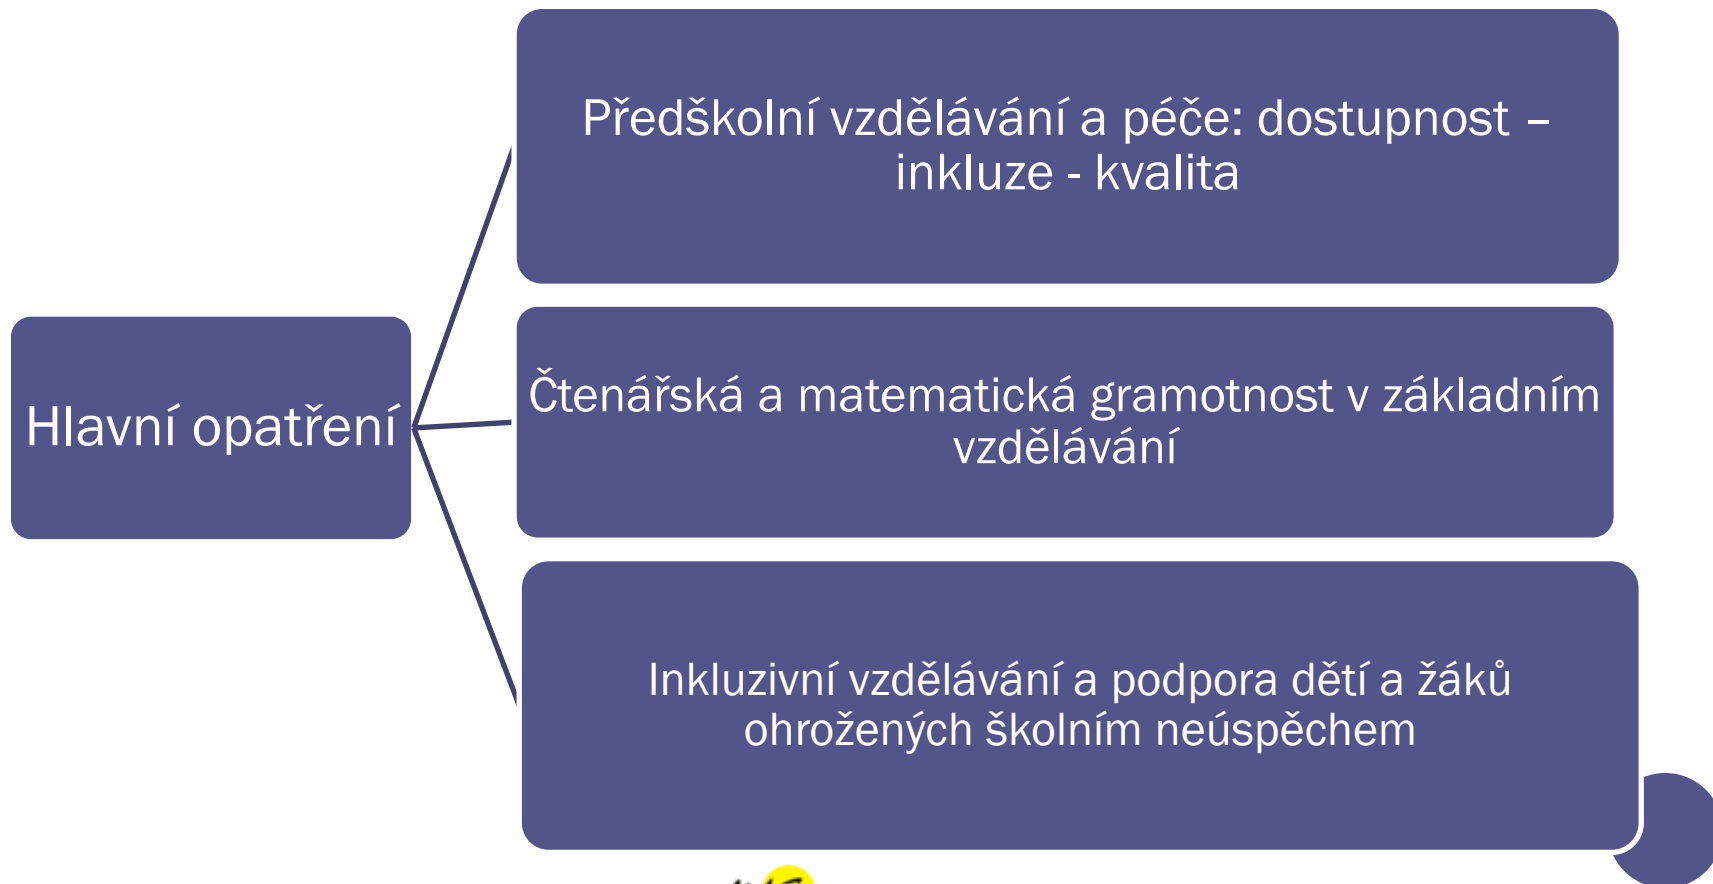 Předškolní vzdělávání a péče: dostupnost –
inkluze - kvalita
Hlavní opatření
Čtenářská a matematická gramotnost v základním
vzdělávání
Inkluzivní vzdělávání a podpora dětí a žáků
ohrožených školním neúspěchem